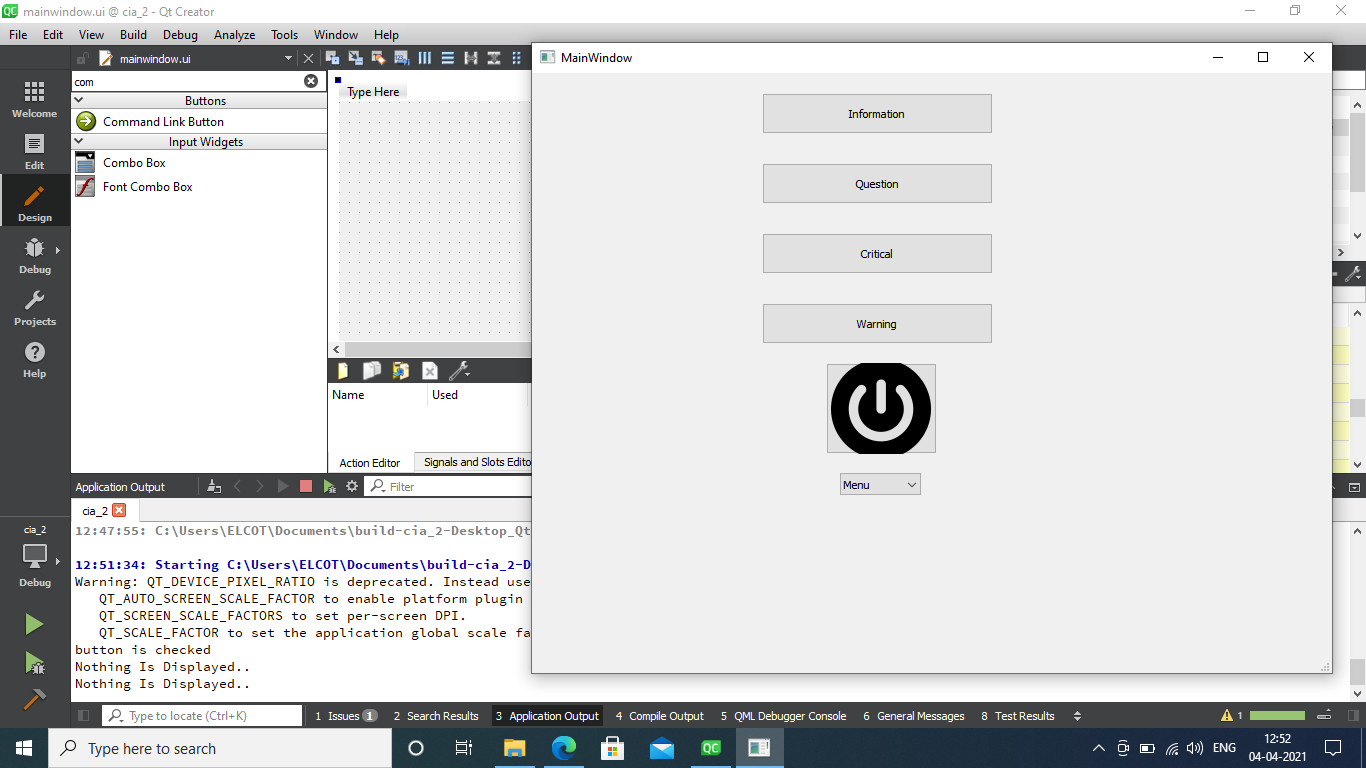 mainwindow.ui @ cia_2 - Qt Creator
File Edit View Build Debug Analyze Tools Window Help
mainwindow.ui
MainWindow
com
Type Here
Buttons
Command Link Button
Input Widgets
Combo Box
Font Combo Box
Welcome
Edit
Design
Debug
Projects
Help
Information
Question
Critical
Warning
Menu
Name Used
Action Editor Signals and Slots Edito
Application Output Filter
cia_2
12:47:55: C:\Users\ELCOT\Documents\build-cia_2-Desktop_Qt
12:51:34: Starting C:\Users\ELCOT\Documents\build-cia_2-D
Warning: QT_DEVICE_PIXEL_RATIO is deprecated. Instead use
QT_AUTO_SCREEN_SCALE_FACTOR to enable platform plugin
QT_SCREEN_SCALE_FACTORS to set per-screen DPI.
QT_SCALE_FACTOR to set the application global scale fa
button is checked
Nothing Is Displayed..
Nothing Is Displayed..
cia_2
Debug
Type to locate (Ctrl+K) 1 Issues 1 2 Search Results 3 Application Output 4 Compile Output 5 QML Debugger Console 6 General Messages 8 Test Results 1
Type here to search
QC
ENG
12:52
04-04-2021